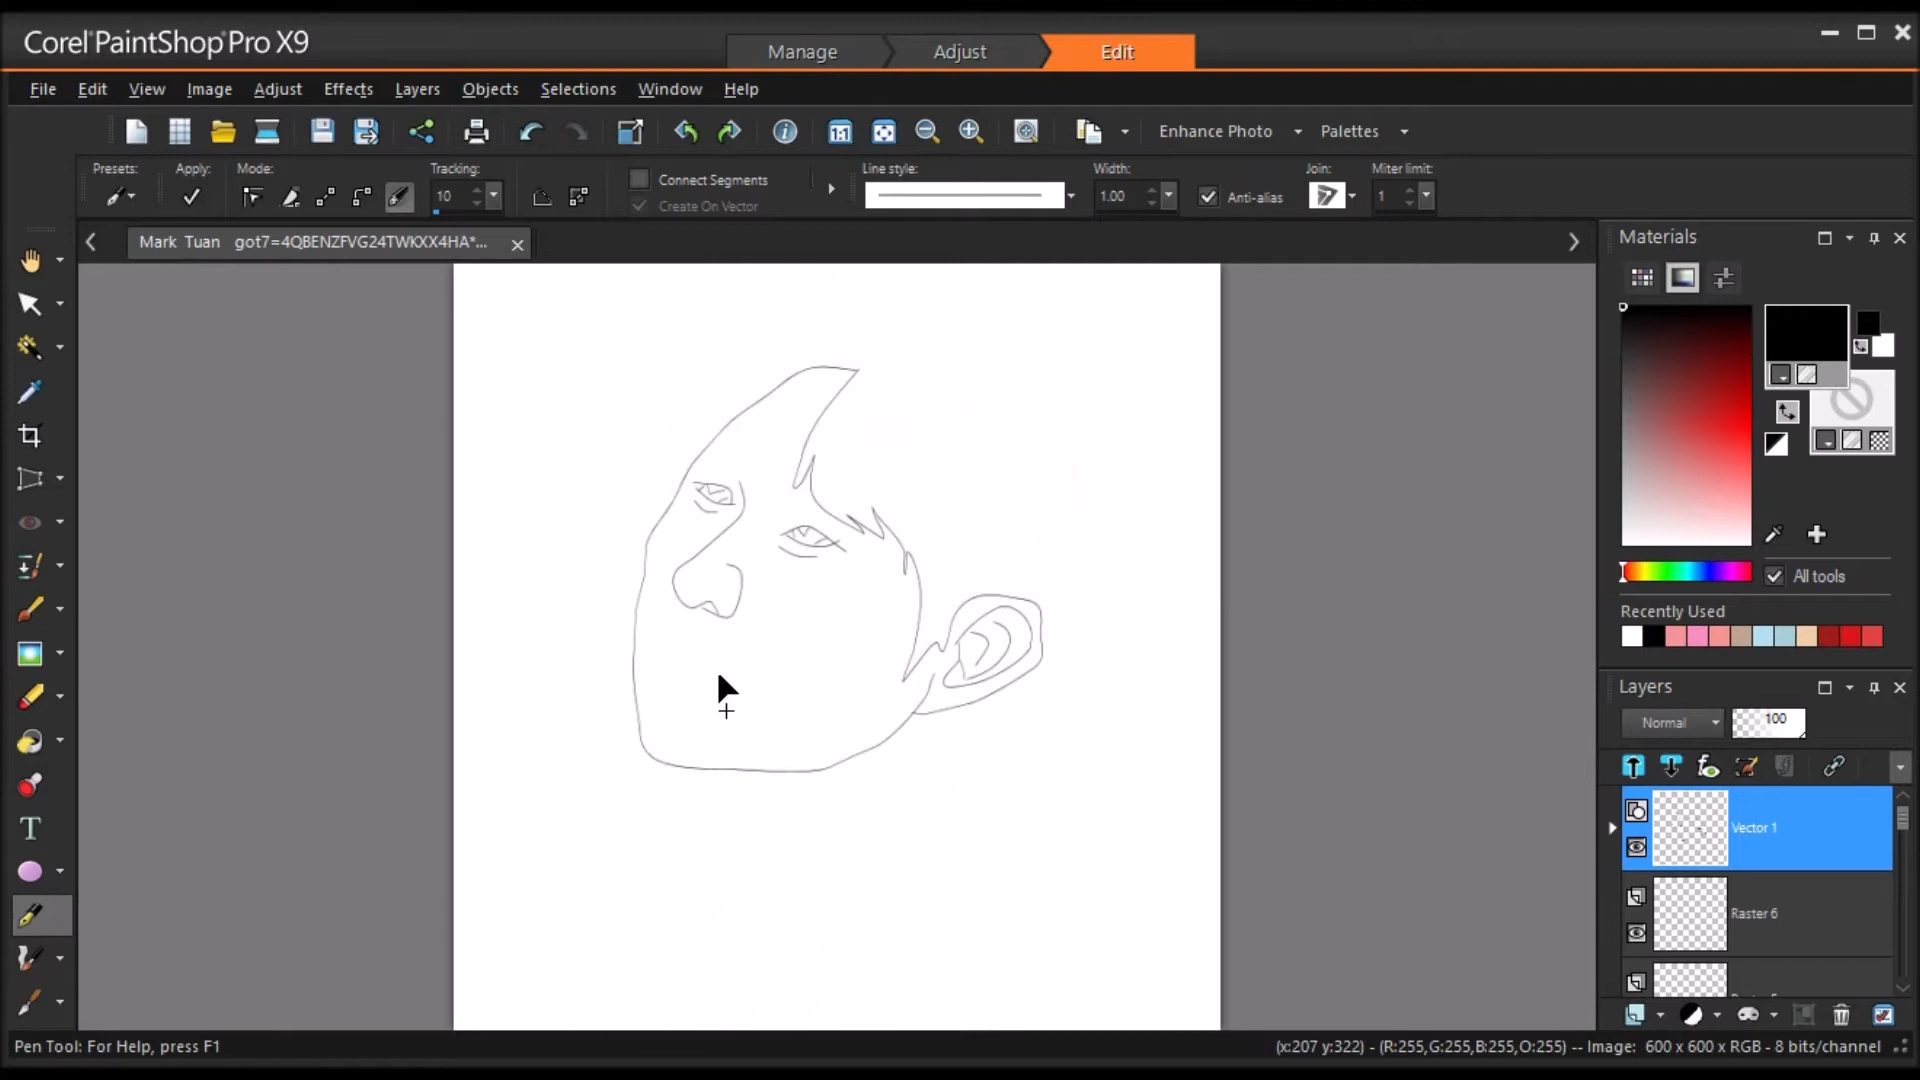 Corel PaintShop Pro X9
Manage Adjust Edit
File Edit View Image Adjust Effects Layers Objects Selections Window Help
1:1 Enhance Photo Palettes
Presets: Apply: Mode: Tracking: Connect Segments Line style: Width: Join: Miter limit:
10 Create On Vector 1.00 Anti-alias 1
Mark Tuan got7=4QBENZFVG24TWKXX4HA*...
Materials
All tools
Recently Used
Layers
Normal 100
Vector 1
Raster 6
Pen Tool: For Help, press F1
(x:207 y:322) - (R:255,G:255,B:255,O:255) -- Image: 600 x 600 x RGB - 8 bits/channel